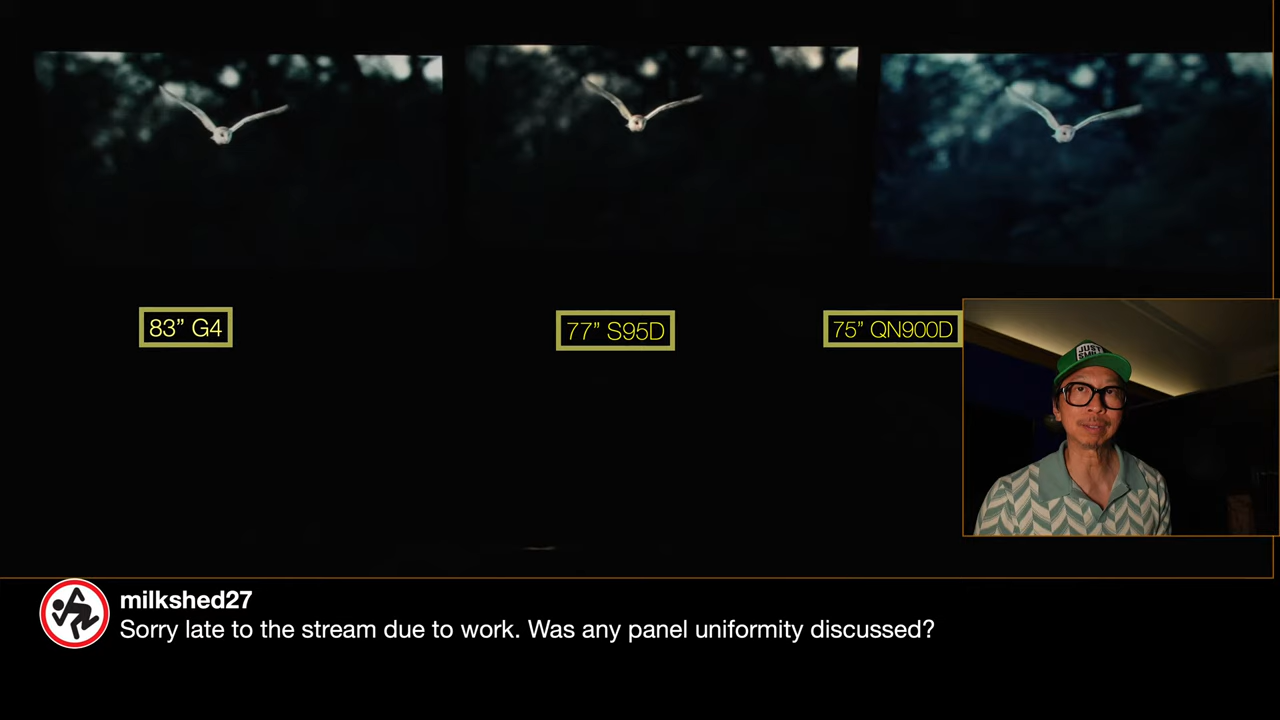 83” G4
77” S95D
75” QN900D
JUST
milkshed27
Sorry late to the stream due to work. Was any panel uniformity discussed?